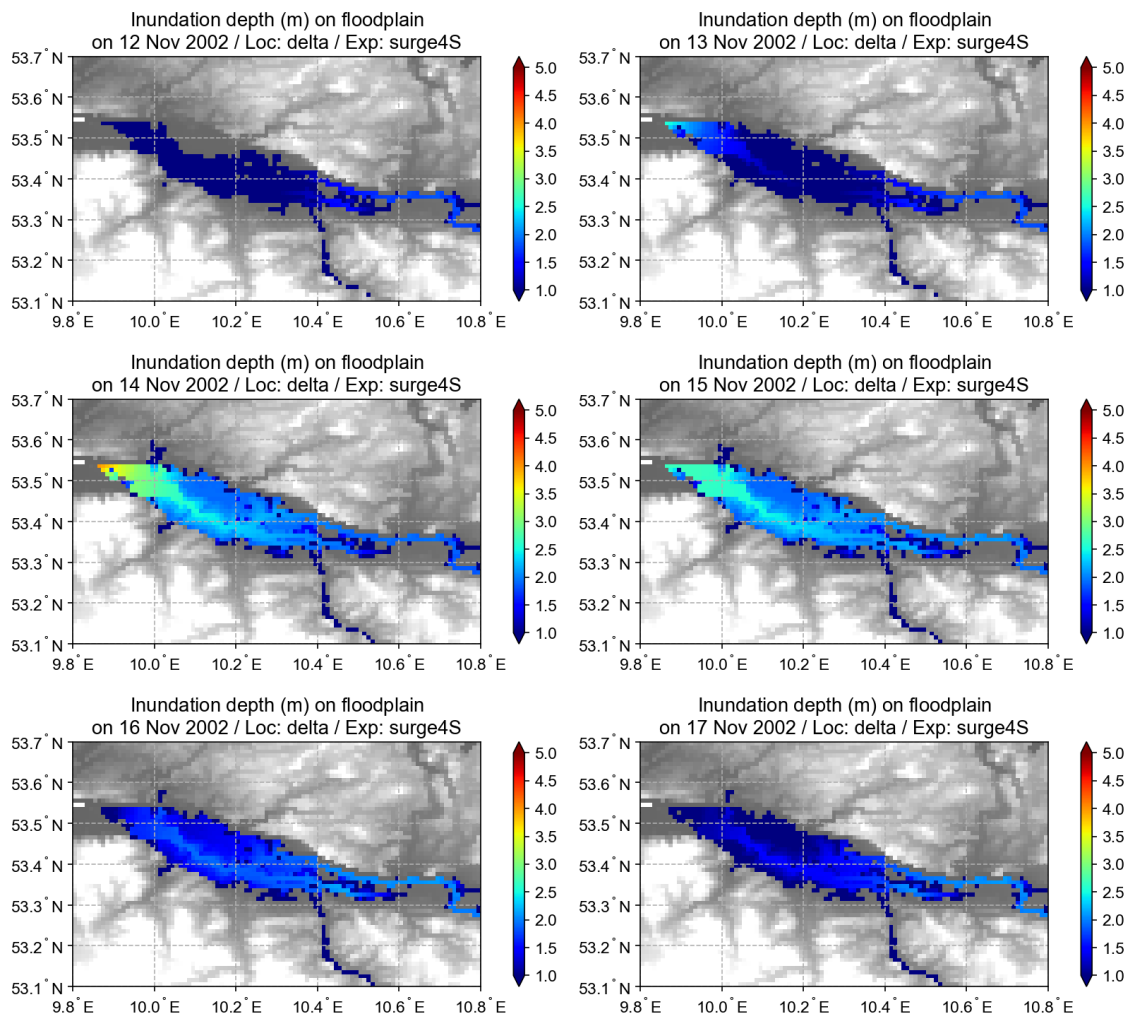 Inundation depth (m) on floodplain
on 12 Nov 2002 / Loc: delta / Exp: surge4S
53.7° N
53.6° N
53.5° N
53.4° N
53.3° N
53.2° N
53.1° N
9.8° E 10.0° E 10.2° E 10.4° E 10.6° E 10.8° E
5.0
4.5
4.0
3.5
3.0
2.5
2.0
1.5
1.0
Inundation depth (m) on floodplain
on 13 Nov 2002 / Loc: delta / Exp: surge4S
53.7° N
53.6° N
53.5° N
53.4° N
53.3° N
53.2° N
53.1° N
9.8° E 10.0° E 10.2° E 10.4° E 10.6° E 10.8° E
5.0
4.5
4.0
3.5
3.0
2.5
2.0
1.5
1.0
Inundation depth (m) on floodplain
on 14 Nov 2002 / Loc: delta / Exp: surge4S
53.7° N
53.6° N
53.5° N
53.4° N
53.3° N
53.2° N
53.1° N
9.8° E 10.0° E 10.2° E 10.4° E 10.6° E 10.8° E
5.0
4.5
4.0
3.5
3.0
2.5
2.0
1.5
1.0
Inundation depth (m) on floodplain
on 15 Nov 2002 / Loc: delta / Exp: surge4S
53.7° N
53.6° N
53.5° N
53.4° N
53.3° N
53.2° N
53.1° N
9.8° E 10.0° E 10.2° E 10.4° E 10.6° E 10.8° E
5.0
4.5
4.0
3.5
3.0
2.5
2.0
1.5
1.0
Inundation depth (m) on floodplain
on 16 Nov 2002 / Loc: delta / Exp: surge4S
53.7° N
53.6° N
53.5° N
53.4° N
53.3° N
53.2° N
53.1° N
9.8° E 10.0° E 10.2° E 10.4° E 10.6° E 10.8° E
5.0
4.5
4.0
3.5
3.0
2.5
2.0
1.5
1.0
Inundation depth (m) on floodplain
on 17 Nov 2002 / Loc: delta / Exp: surge4S
53.7° N
53.6° N
53.5° N
53.4° N
53.3° N
53.2° N
53.1° N
9.8° E 10.0° E 10.2° E 10.4° E 10.6° E 10.8° E
5.0
4.5
4.0
3.5
3.0
2.5
2.0
1.5
1.0